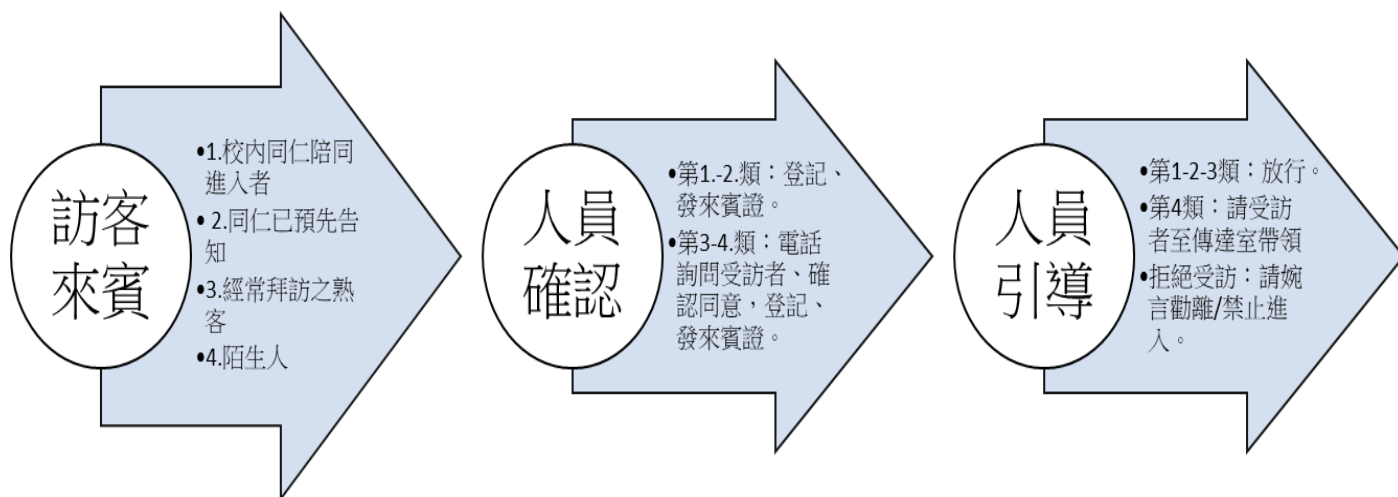 訪客
來賓
•1.校內同仁陪同
進入者
• 2.同仁已預先告
知
•3.經常拜訪之熟
客
•4.陌生人
人員
確認
•第1.-2.類：登記、
發來賓證。
•第3-4.類：電話
詢問受訪者、確
認同意，登記、
發來賓證。
人員
引導
•第1-2-3類：放行。
•第4類：請受訪
者至傳達室帶領
•拒絕受訪：請婉
言勸離/禁止進
入。